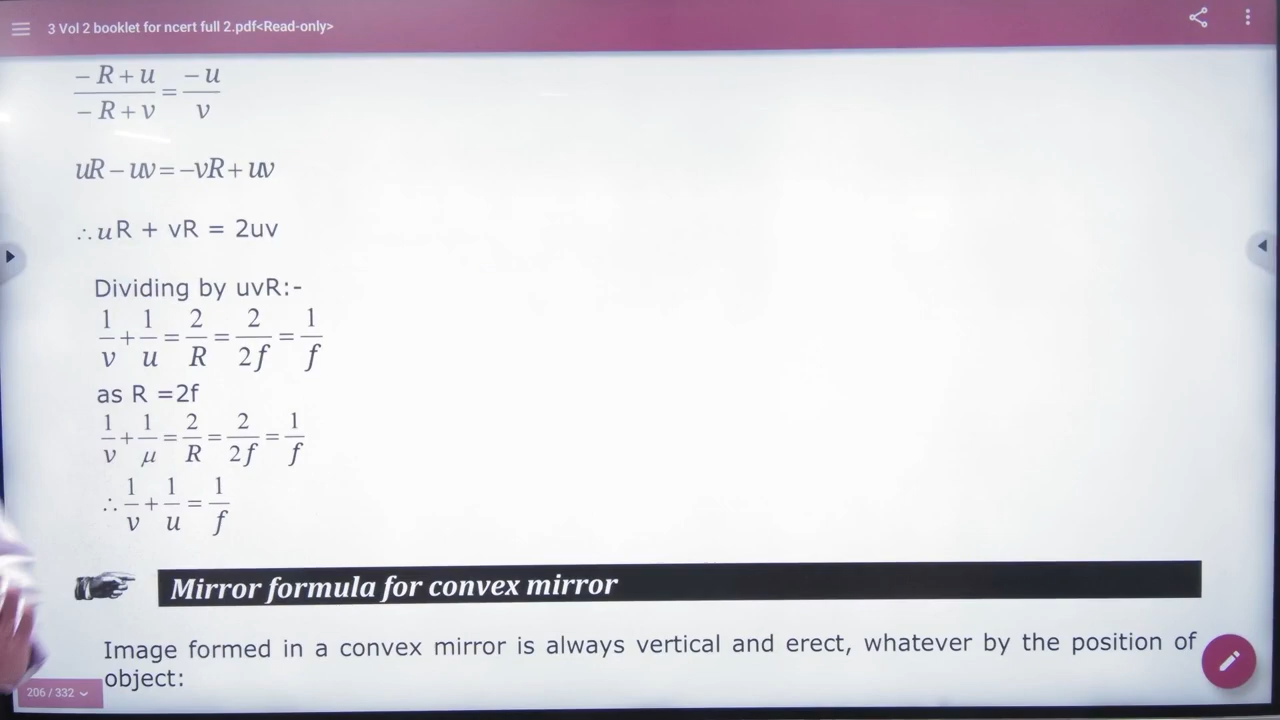 3 Vol 2 booklet for ncert full 2.pdf<Read-only>
(− R + u)/(− R + v) = (− u)/v
uR − uv = −vR + uv
∴ uR + vR = 2uv
Dividing by uvR:-
1/v + 1/u = 2/R = 2/2f = 1/f
as R =2f
1/v + 1/μ = 2/R = 2/2f = 1/f
∴ 1/v + 1/u = 1/f
Mirror formula for convex mirror
Image formed in a convex mirror is always vertical and erect, whatever by the position of
object:
206 / 332